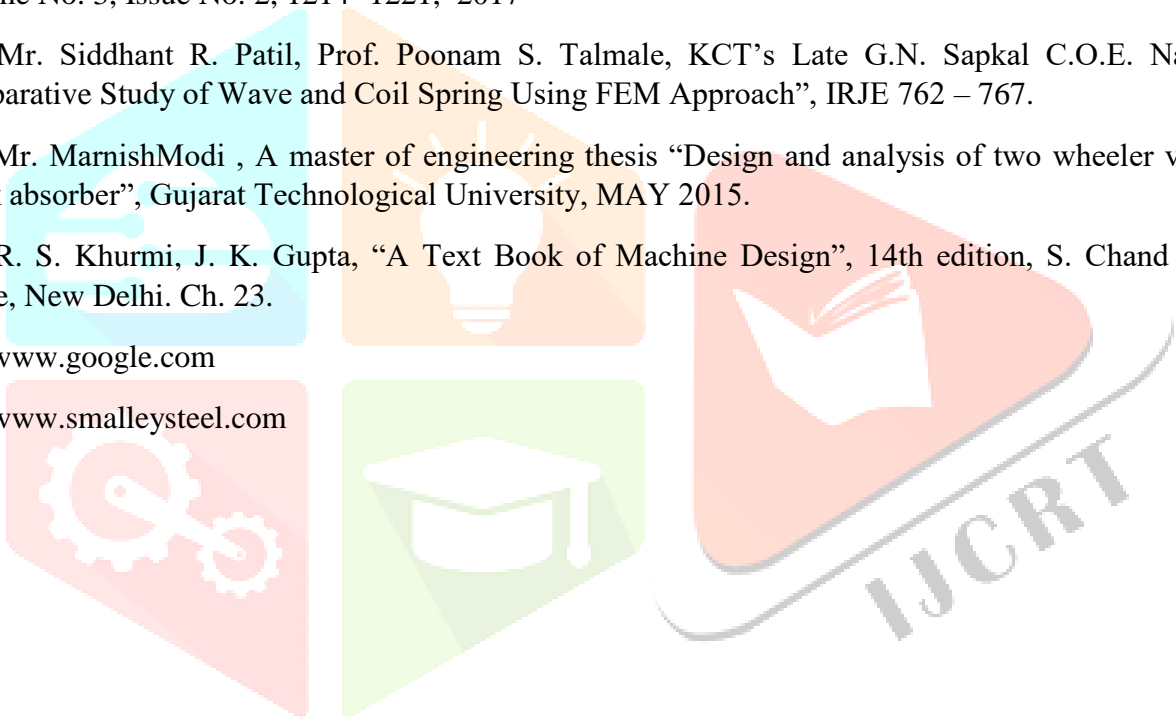 No. 3, Issue No. 2, 1214–1221, 2017
Mr. Siddhant R. Patil, Prof. Poonam S. Talmale, KCT’s Late G.N. Sapkal C.O.E.
Study of Wave and Coil Spring Using FEM Approach”, IRJE 762 – 767.
Mr. MarnishModi , A master of engineering thesis “Design and analysis of two wheeler
absorber”, Gujarat Technological University, MAY 2015.
R. S. Khurmi, J. K. Gupta, “A Text Book of Machine Design”, 14th edition, S. Chand
New Delhi. Ch. 23.
www.google.com
www.smalleysteel.com
IJCRT